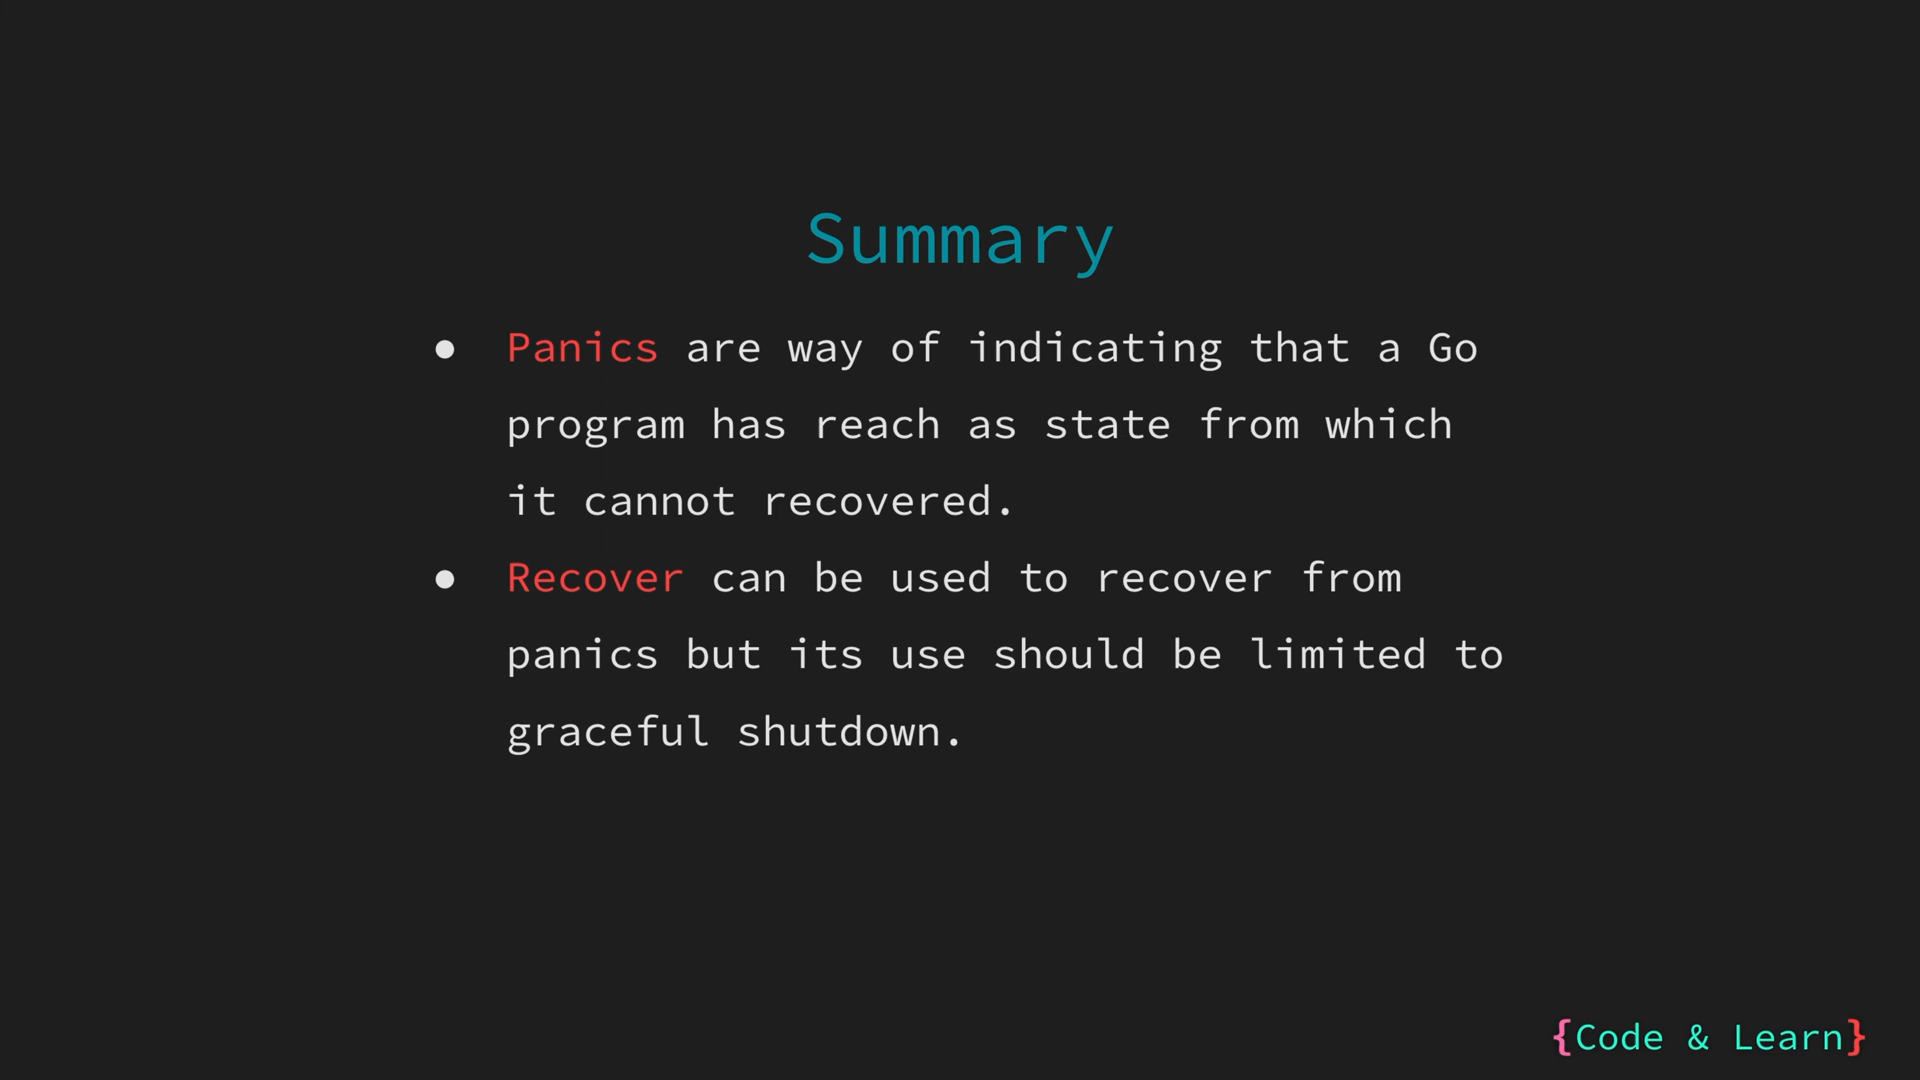 Summary
● Panics are way of indicating that a Go
program has reach as state from which
it cannot recovered.
● Recover can be used to recover from
panics but its use should be limited to
graceful shutdown.
{Code & Learn}